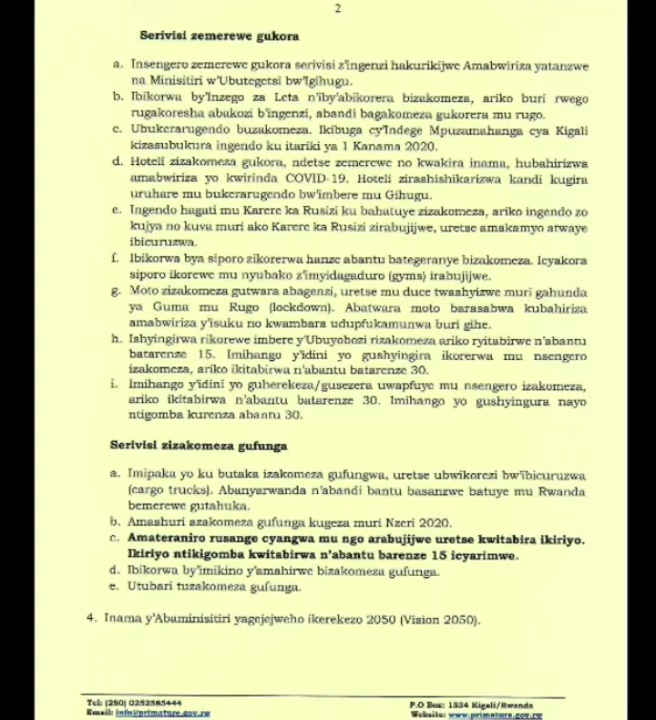 2
Serivisi zemerewe gukora
a. Insengero zemerewe gukora serivisi z'ingenzi hakurikijwe Amabwiriza yatanzwe
na Minisitiri w'Ubutegetsi bw'Igihugu.
b. Ibikorwa by'Inzego za Leta n'iby'abikorera bizakomeza, ariko buri rwego
rugakoresha abakozi b'ingenzi, abandi bagakomeza gukorera mu rugo.
c. Ubukerarugendo buzakomeza. Ikibuga cy'Indege Mpuzamahanga cya Kigali
kizasubukura ingendo ku itariki ya 1 Kanama 2020.
d. Hoteli zizakomeza gukora, ndetse zemerewe no kwakira inama, hubahirizwa
amabwiriza yo kwirinda COVID-19. Hoteli zirashishikarizwa kandi kugira
uruhare mu bukerarugendo bw'imbere mu Gihugu.
e. Ingendo hagati mu Karere ka Rusizi ku bahatuye zizakomeza, ariko ingendo zo
kujya no kuva muri ako Karere ka Rusizi zirabujijwe, uretse amakamyo atwaye
ibicuruzwa.
f. Ibikorwa bya siporo zikorerwa hanze abantu bategeranye bizakomeza. Icyakora
siporo ikorewe mu nyubako z'imyidagaduro (gyms) irabujijwe.
g. Moto zizakomeza gutwara abagenzi, uretse mu duce twashyizwe muri gahunda
ya Guma mu Rugo (lockdown). Abatwara moto barasabwa kubahiriza
amabwiriza y'isuku no kwambara udupfukamunwa buri gihe.
h. Ishyingirwa rikorewe imbere y'Ubuyobozi rizakomeza ariko ryitabirwe n'abantu
batarenze 15. Imihango y'idini yo gushyingira ikorerwa mu nsengero
izakomeza, ariko ikitabirwa n'abantu batarenze 30.
i. Imihango y'idini yo guherekeza/gusezera uwapfuye mu nsengero izakomeza,
ariko ikitabirwa n'abantu batarenze 30. Imihango yo gushyingura nayo
ntigomba kurenza abantu 30.
Serivisi zizakomeza gufunga
a. Imipaka yo ku butaka izakomeza gufungwa, uretse ubwikorezi bw'ibicuruzwa
(cargo trucks). Abanyarwanda n'abandi bantu basanzwe batuye mu Rwanda
bemerewe gutahuka.
b. Amashuri azakomeza gufunga kugeza muri Nzeri 2020.
c. Amateraniro rusange cyangwa mu ngo arabujijwe uretse kwitabira ikiriyo.
Ikiriyo ntikigomba kwitabirwa n'abantu barenze 15 icyarimwe.
d. Ibikorwa by'imikino y'amahirwe bizakomeza gufunga.
e. Utubari tuzakomeza gufunga.
4. Inama y'Abaminisitiri yagejejweho ikerekezo 2050 (Vision 2050).
Tel: (250) 0252585444
P.O Box: 1334 Kigali/Rwanda
Email: info@primature.gov.rw
Website: www.primature.gov.rw